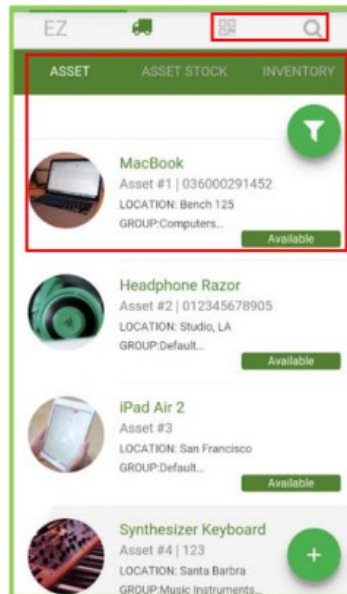 EZ
ASSET ASSET STOCK INVENTORY
MacBook
Asset #1 | 036000291452
LOCATION: Bench 125
GROUP:Computers...
Available
Headphone Razor
Asset #2 | 012345678905
LOCATION: Studio, LA
GROUP:Default...
Available
iPad Air 2
Asset #3
LOCATION: San Francisco
GROUP:Default...
Available
Synthesizer Keyboard
Asset #4 | 123
LOCATION: Santa Barbra
GROUP:Music Instruments...